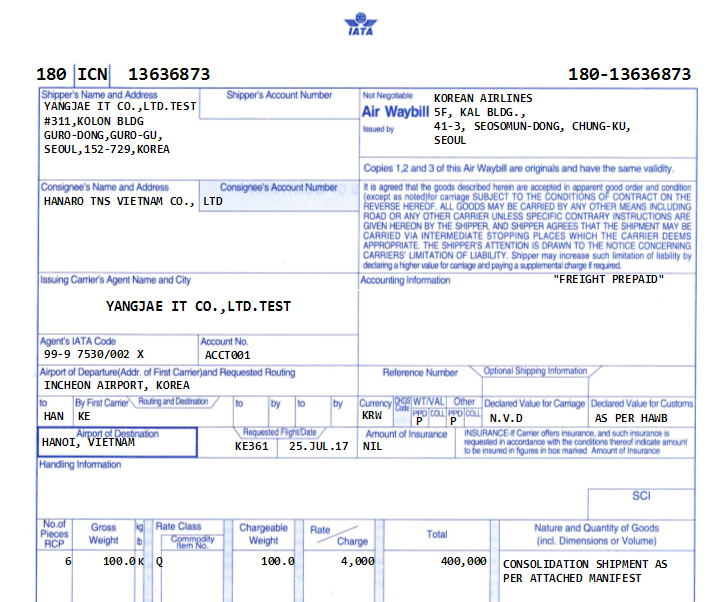 IATA
180 ICN 13636873 180-13636873
Shipper's Name and Address
Shipper's Account Number
YANGJAE IT CO.,LTD.TEST
#311,KOLON BLDG
GURO-DONG,GURO-GU,
SEOUL,152-729,KOREA
Not Negotiable
Air Waybill
Issued by
KOREAN AIRLINES
5F, KAL BLDG.,
41-3, SEOSOMUN-DONG, CHUNG-KU,
SEOUL
Copies 1,2 and 3 of this Air Waybill are originals and have the same validity.
Consignee's Name and Address
Consignee's Account Number
HANARO TNS VIETNAM CO., LTD
It is agreed that the goods described herein are accepted in apparent good order and condition
(except as noted)for carriage SUBJECT TO THE CONDITIONS OF CONTRACT ON THE
REVERSE HEREOF. ALL GOODS MAY BE CARRIED BY ANY OTHER MEANS INCLUDING
ROAD OR ANY OTHER CARRIER UNLESS SPECIFIC CONTRARY INSTRUCTIONS ARE
GIVEN HEREON BY THE SHIPPER, AND SHIPPER AGREES THAT THE SHIPMENT MAY BE
CARRIED VIA INTERMEDIATE STOPPING PLACES WHICH THE CARRIER DEEMS
APPROPRIATE. THE SHIPPER'S ATTENTION IS DRAWN TO THE NOTICE CONCERNING
CARRIERS' LIMITATION OF LIABILITY. Shipper may increase such limitation of liability by
declaring a higher value for carriage and paying a supplemental charge if required.
Issuing Carrier's Agent Name and City
YANGJAE IT CO.,LTD.TEST
Accounting Information
"FREIGHT PREPAID"
Agent's IATA Code
99-9 7530/002 X
Account No.
ACCT001
Airport of Departure(Addr. of First Carrier)and Requested Routing
INCHEON AIRPORT, KOREA
Reference Number
Optional Shipping Information
to By First Carrier Routing and Destination to by to by
HAN KE
Currency CHGS Code WT/VAL Other
PPD COLL PPD COLL
KRW P P
Declared Value for Carriage
N.V.D
Declared Value for Customs
AS PER HAWB
Airport of Destination
HANOI, VIETNAM
Requested Flight/Date
KE361 25.JUL.17
Amount of Insurance
NIL
INSURANCE-If Carrier offers insurance, and such insurance is
requested in accordance with the conditions thereof indicate amount
to be insured in figures in box marked Amount of Insurance
Handling Information
SCI
No.of Pieces RCP
Gross Weight
kg lb
Rate Class
Commodity Item No.
Chargeable Weight
Rate / Charge
Total
Nature and Quantity of Goods
(incl. Dimensions or Volume)
6 100.0 K Q 100.0 4,000 400,000 CONSOLIDATION SHIPMENT AS
PER ATTACHED MANIFEST